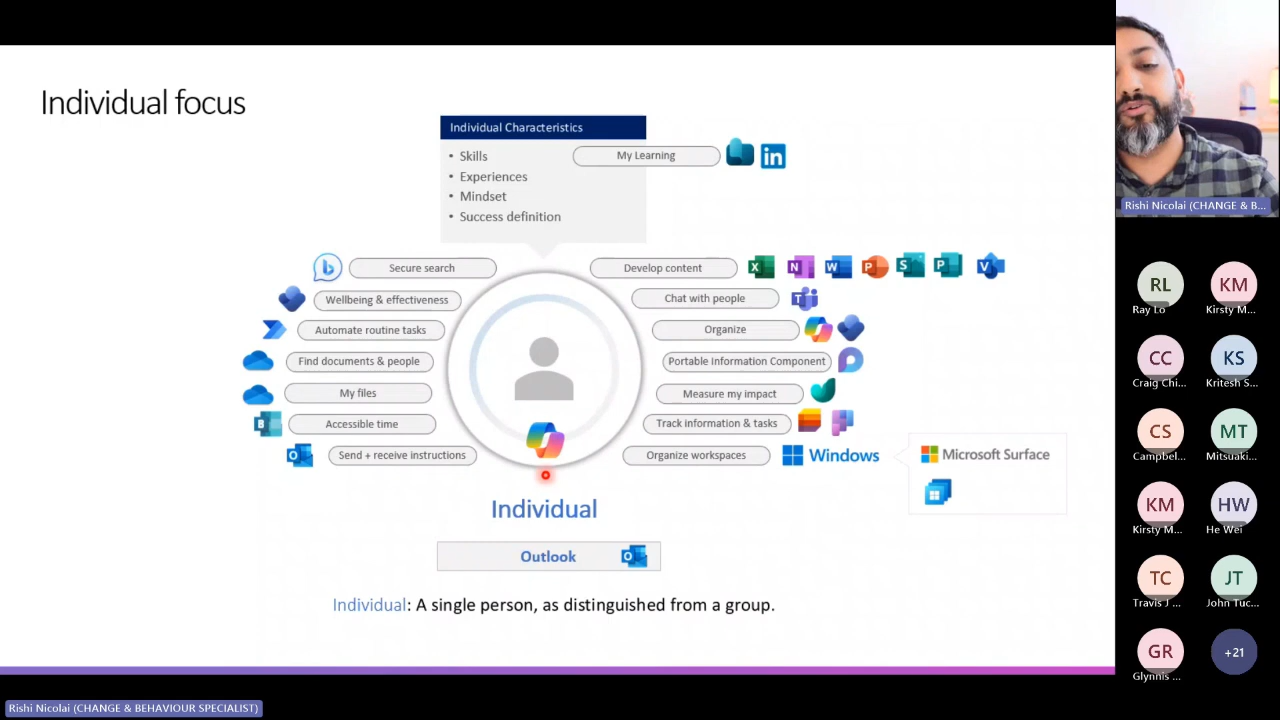 Individual focus
Individual Characteristics
• Skills
• Experiences
• Mindset
• Success definition
My Learning
in
Secure search
Wellbeing & effectiveness
Automate routine tasks
Find documents & people
My files
Accessible time
Send + receive instructions
Develop content
Chat with people
Organize
Portable Information Component
Measure my impact
Track information & tasks
Organize workspaces
Windows
Microsoft Surface
Individual
Outlook
Individual: A single person, as distinguished from a group.
Rishi Nicolai (CHANGE & BEHAVIOUR SPECIALIST)
Rishi Nicolai (CHANGE & B...
RL
Ray Lo
KM
Kirsty M...
CC
Craig Chi...
KS
Kritesh S...
CS
Campbel...
MT
Mitsuaki...
KM
Kirsty M...
HW
He Wei
TC
Travis J ...
JT
John Tuc...
GR
Glynnis ...
+21